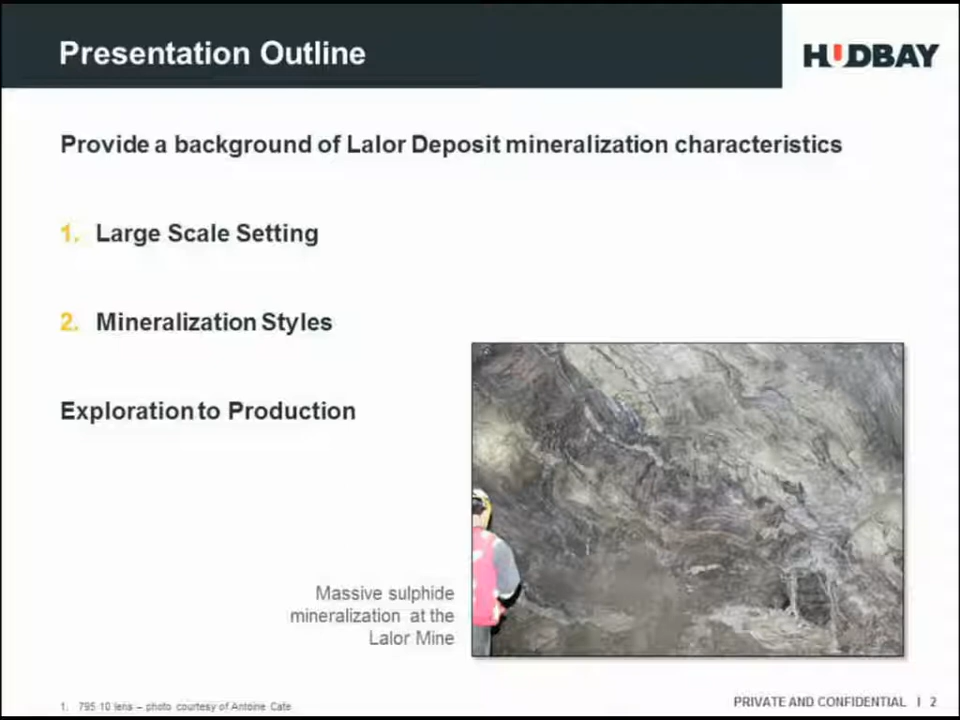 Presentation Outline
HUDBAY
Provide a background of Lalor Deposit mineralization characteristics
1. Large Scale Setting
2. Mineralization Styles
Exploration to Production
Massive sulphide
mineralization at the
Lalor Mine
1. 795 10 lens – photo courtesy of Antoine Cate
PRIVATE AND CONFIDENTIAL I 2